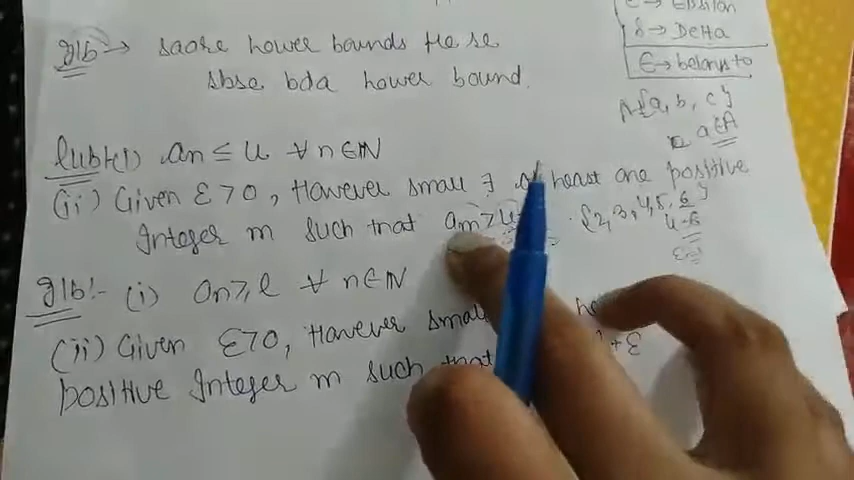 glb → saare lower bounds me se
sbse bda lower bound.
ε → Epsilon
δ → Delta
∈ → belongs to
A={a, b, c}
a∈A
lub:- (i) an ≤ u ∀ n∈N
(ii) Given ε>0, However small ∃ at least one positive
Integer m such that am > u
{2,3,4,5,6}
u=6
glb:- (i) an ≥ l ∀ n∈N
(ii) Given ε>0, However small
+ε
positive Integer m such that